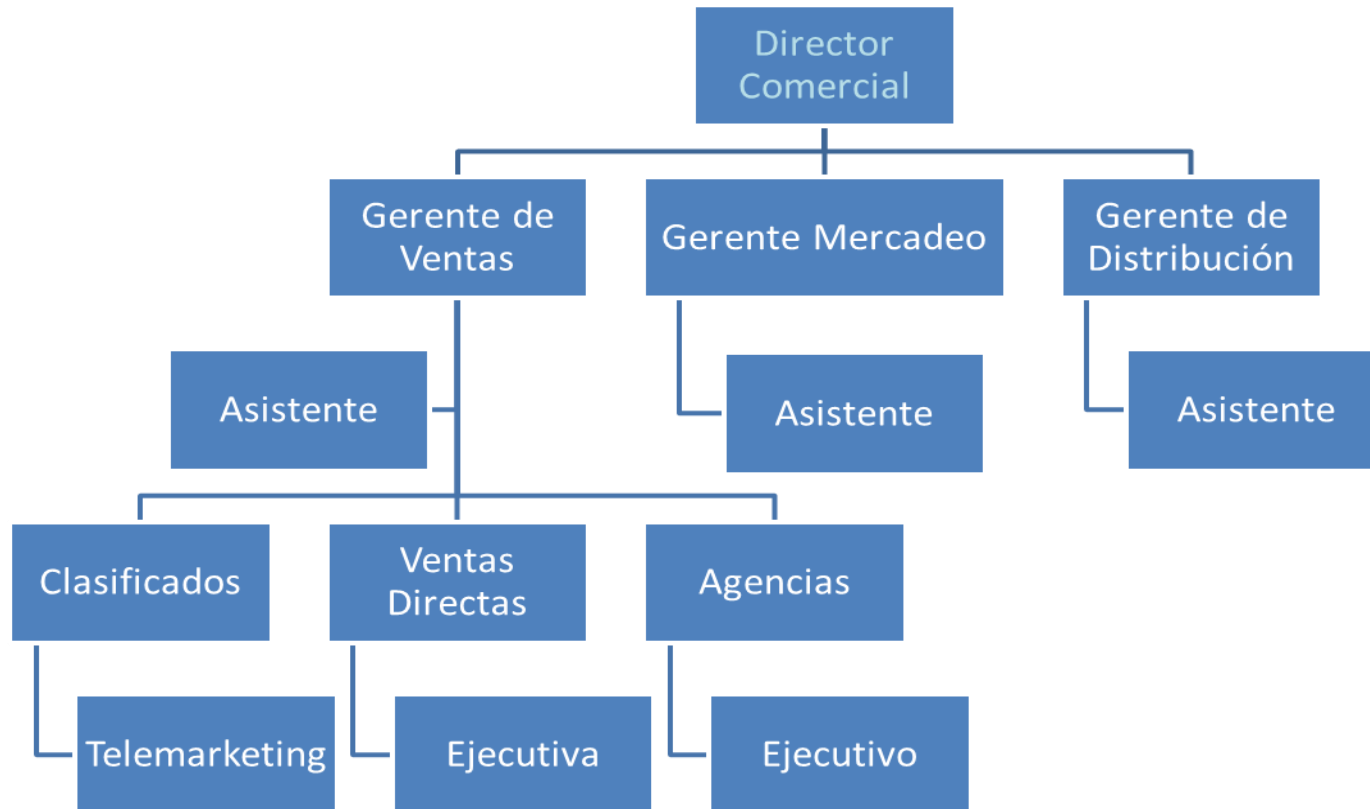 Director
Comercial
Gerente de
Ventas
Gerente Mercadeo
Gerente de
Distribución
Asistente
Asistente
Asistente
Clasificados
Ventas
Directas
Agencias
Telemarketing
Ejecutiva
Ejecutivo